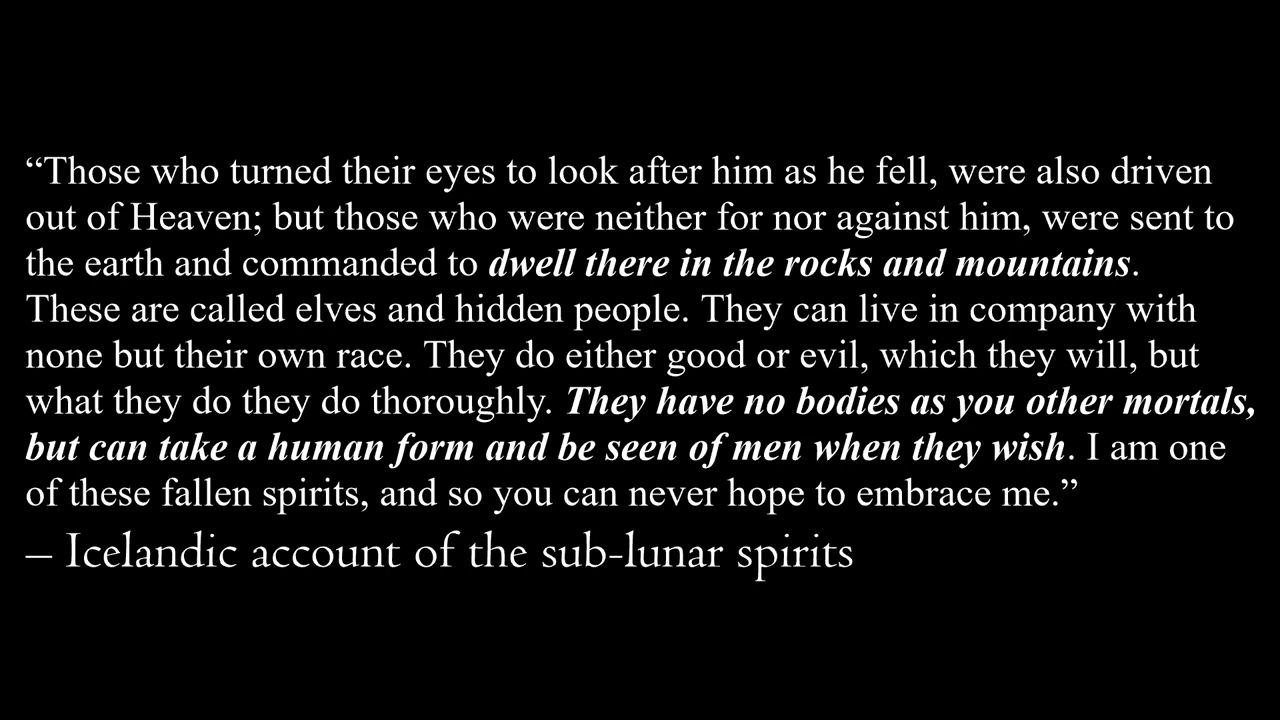 “Those who turned their eyes to look after him as he fell, were also driven
out of Heaven; but those who were neither for nor against him, were sent to
the earth and commanded to dwell there in the rocks and mountains.
These are called elves and hidden people. They can live in company with
none but their own race. They do either good or evil, which they will, but
what they do they do thoroughly. They have no bodies as you other mortals,
but can take a human form and be seen of men when they wish. I am one
of these fallen spirits, and so you can never hope to embrace me.”
– Icelandic account of the sub-lunar spirits